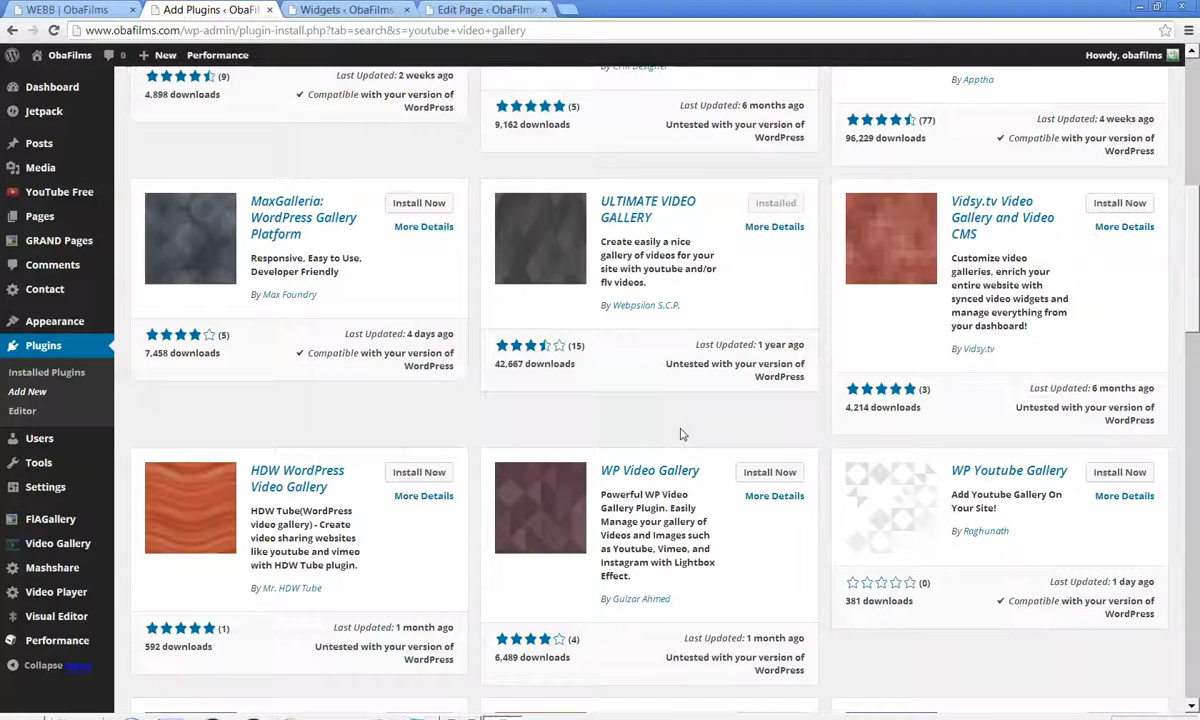 WEBB | ObaFilms
Add Plugins ‹ ObaFi
Widgets ‹ ObaFilms
Edit Page ‹ ObaFilms
www.obafilms.com/wp-admin/plugin-install.php?tab=search&s=youtube+video+gallery
ObaFilms
0
New
Performance
Howdy, obafilms
Dashboard
Jetpack
Posts
Media
YouTube Free
Pages
GRAND Pages
Comments
Contact
Appearance
Plugins
Installed Plugins
Add New
Editor
Users
Tools
Settings
FlAGallery
Video Gallery
Mashshare
Video Player
Visual Editor
Performance
Collapse
(9)
Last Updated: 2 weeks ago
4,898 downloads
✔ Compatible with your version of
WordPress
(5)
Last Updated: 6 months ago
9,162 downloads
Untested with your version of
WordPress
By Apptha
(77)
Last Updated: 4 weeks ago
96,229 downloads
✔ Compatible with your version of
WordPress
MaxGalleria:
WordPress Gallery
Platform
Install Now
More Details
Responsive, Easy to Use,
Developer Friendly
By Max Foundry
(5)
Last Updated: 4 days ago
7,458 downloads
✔ Compatible with your version of
WordPress
ULTIMATE VIDEO
GALLERY
Installed
More Details
Create easily a nice
gallery of videos for your
site with youtube and/or
flv videos.
By Webpsilon S.C.P.
(15)
Last Updated: 1 year ago
42,667 downloads
Untested with your version of
WordPress
Vidsy.tv Video
Gallery and Video
CMS
Install Now
More Details
Customize video
galleries, enrich your
entire website with
synced video widgets and
manage everything from
your dashboard!
By Vidsy.tv
(3)
Last Updated: 6 months ago
4,214 downloads
Untested with your version of
WordPress
HDW WordPress
Video Gallery
Install Now
More Details
HDW Tube(WordPress
video gallery) - Create
video sharing websites
like youtube and vimeo
with HDW Tube plugin.
By Mr. HDW Tube
(1)
Last Updated: 1 month ago
592 downloads
Untested with your version of
WordPress
WP Video Gallery
Install Now
More Details
Powerful WP Video
Gallery Plugin. Easily
Manage your gallery of
Videos and Images such
as Youtube, Vimeo, and
Instagram with Lightbox
Effect.
By Gulzar Ahmed
(4)
Last Updated: 1 month ago
6,489 downloads
Untested with your version of
WordPress
WP Youtube Gallery
Install Now
More Details
Add Youtube Gallery On
Your Site!
By Raghunath
(0)
Last Updated: 1 day ago
381 downloads
✔ Compatible with your version of
WordPress